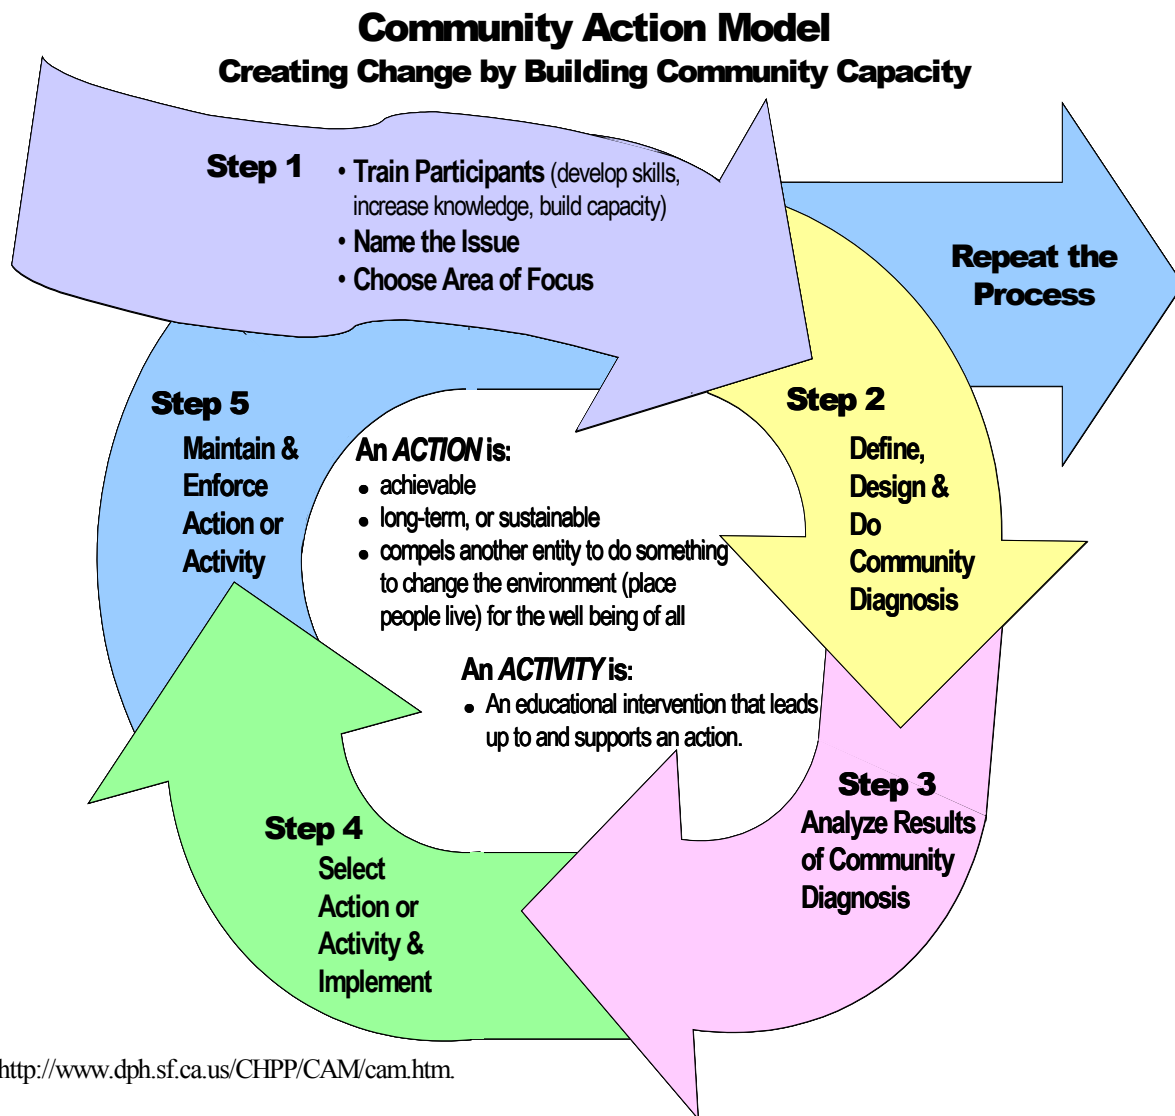 Community Action Model
Creating Change by Building Community Capacity
Step 1
• Train Participants (develop skills,
increase knowledge, build capacity)
• Name the Issue
• Choose Area of Focus
Repeat the
Process
Step 2
Define,
Design &
Do
Community
Diagnosis
Step 3
Analyze Results
of Community
Diagnosis
Step 4
Select
Action or
Activity &
Implement
Step 5
Maintain &
Enforce
Action or
Activity
An ACTION is:
• achievable
• long-term, or sustainable
• compels another entity to do something
to change the environment (place
people live) for the well being of all
An ACTIVITY is:
• An educational intervention that leads
up to and supports an action.
http://www.dph.sf.ca.us/CHPP/CAM/cam.htm.